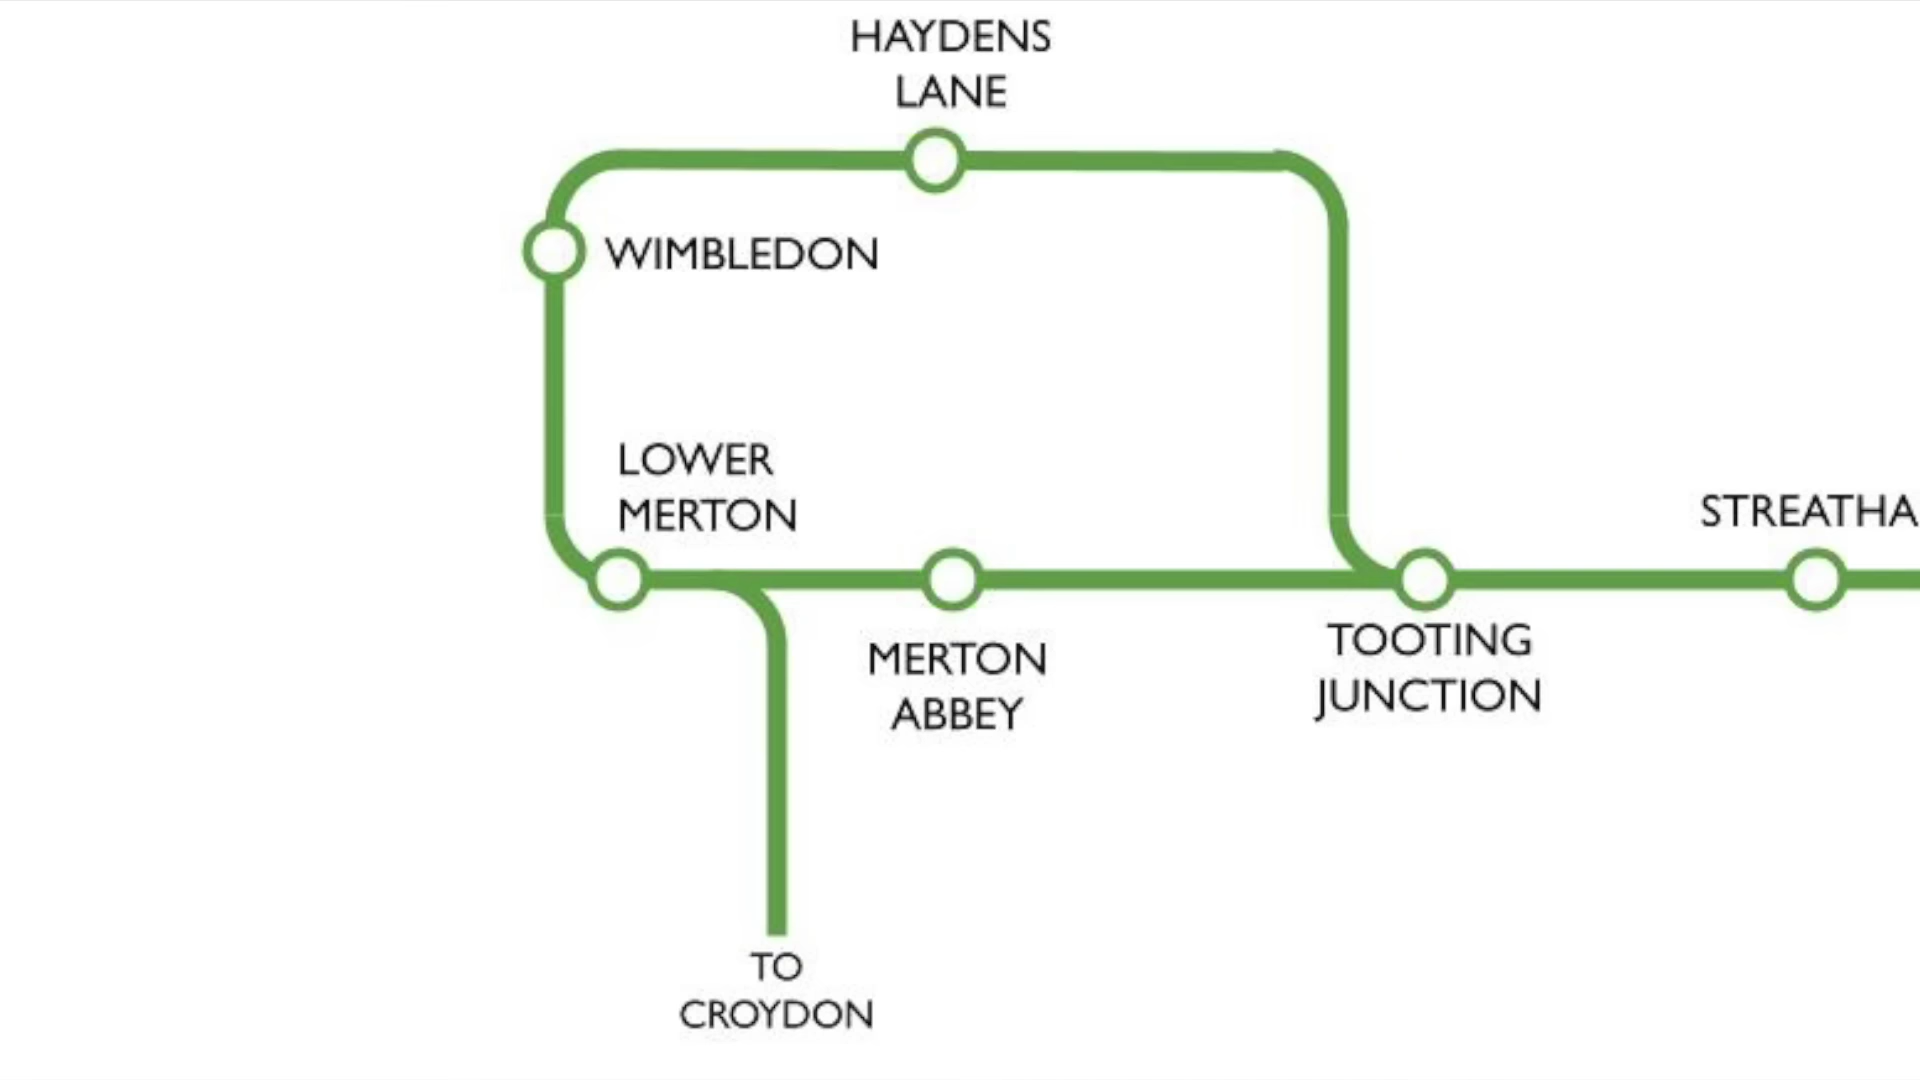 HAYDENS
LANE
WIMBLEDON
LOWER
MERTON
STREATHA
MERTON
ABBEY
TOOTING
JUNCTION
TO
CROYDON